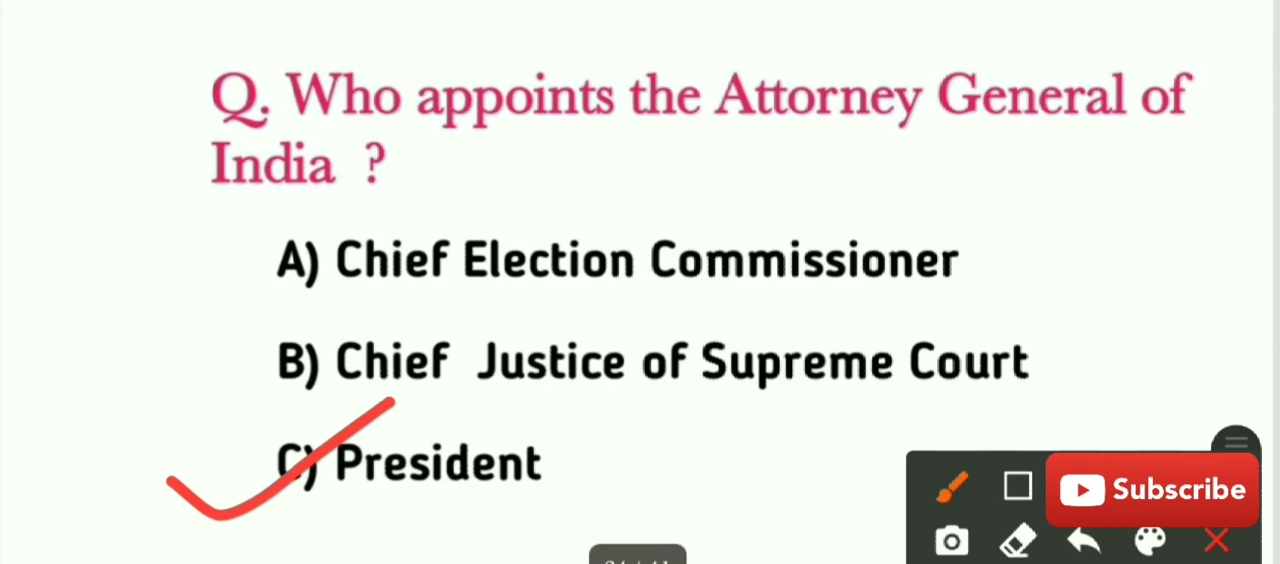 Q. Who appoints the Attorney General of
India ?
A) Chief Election Commissioner
B) Chief Justice of Supreme Court
C) President
Subscribe